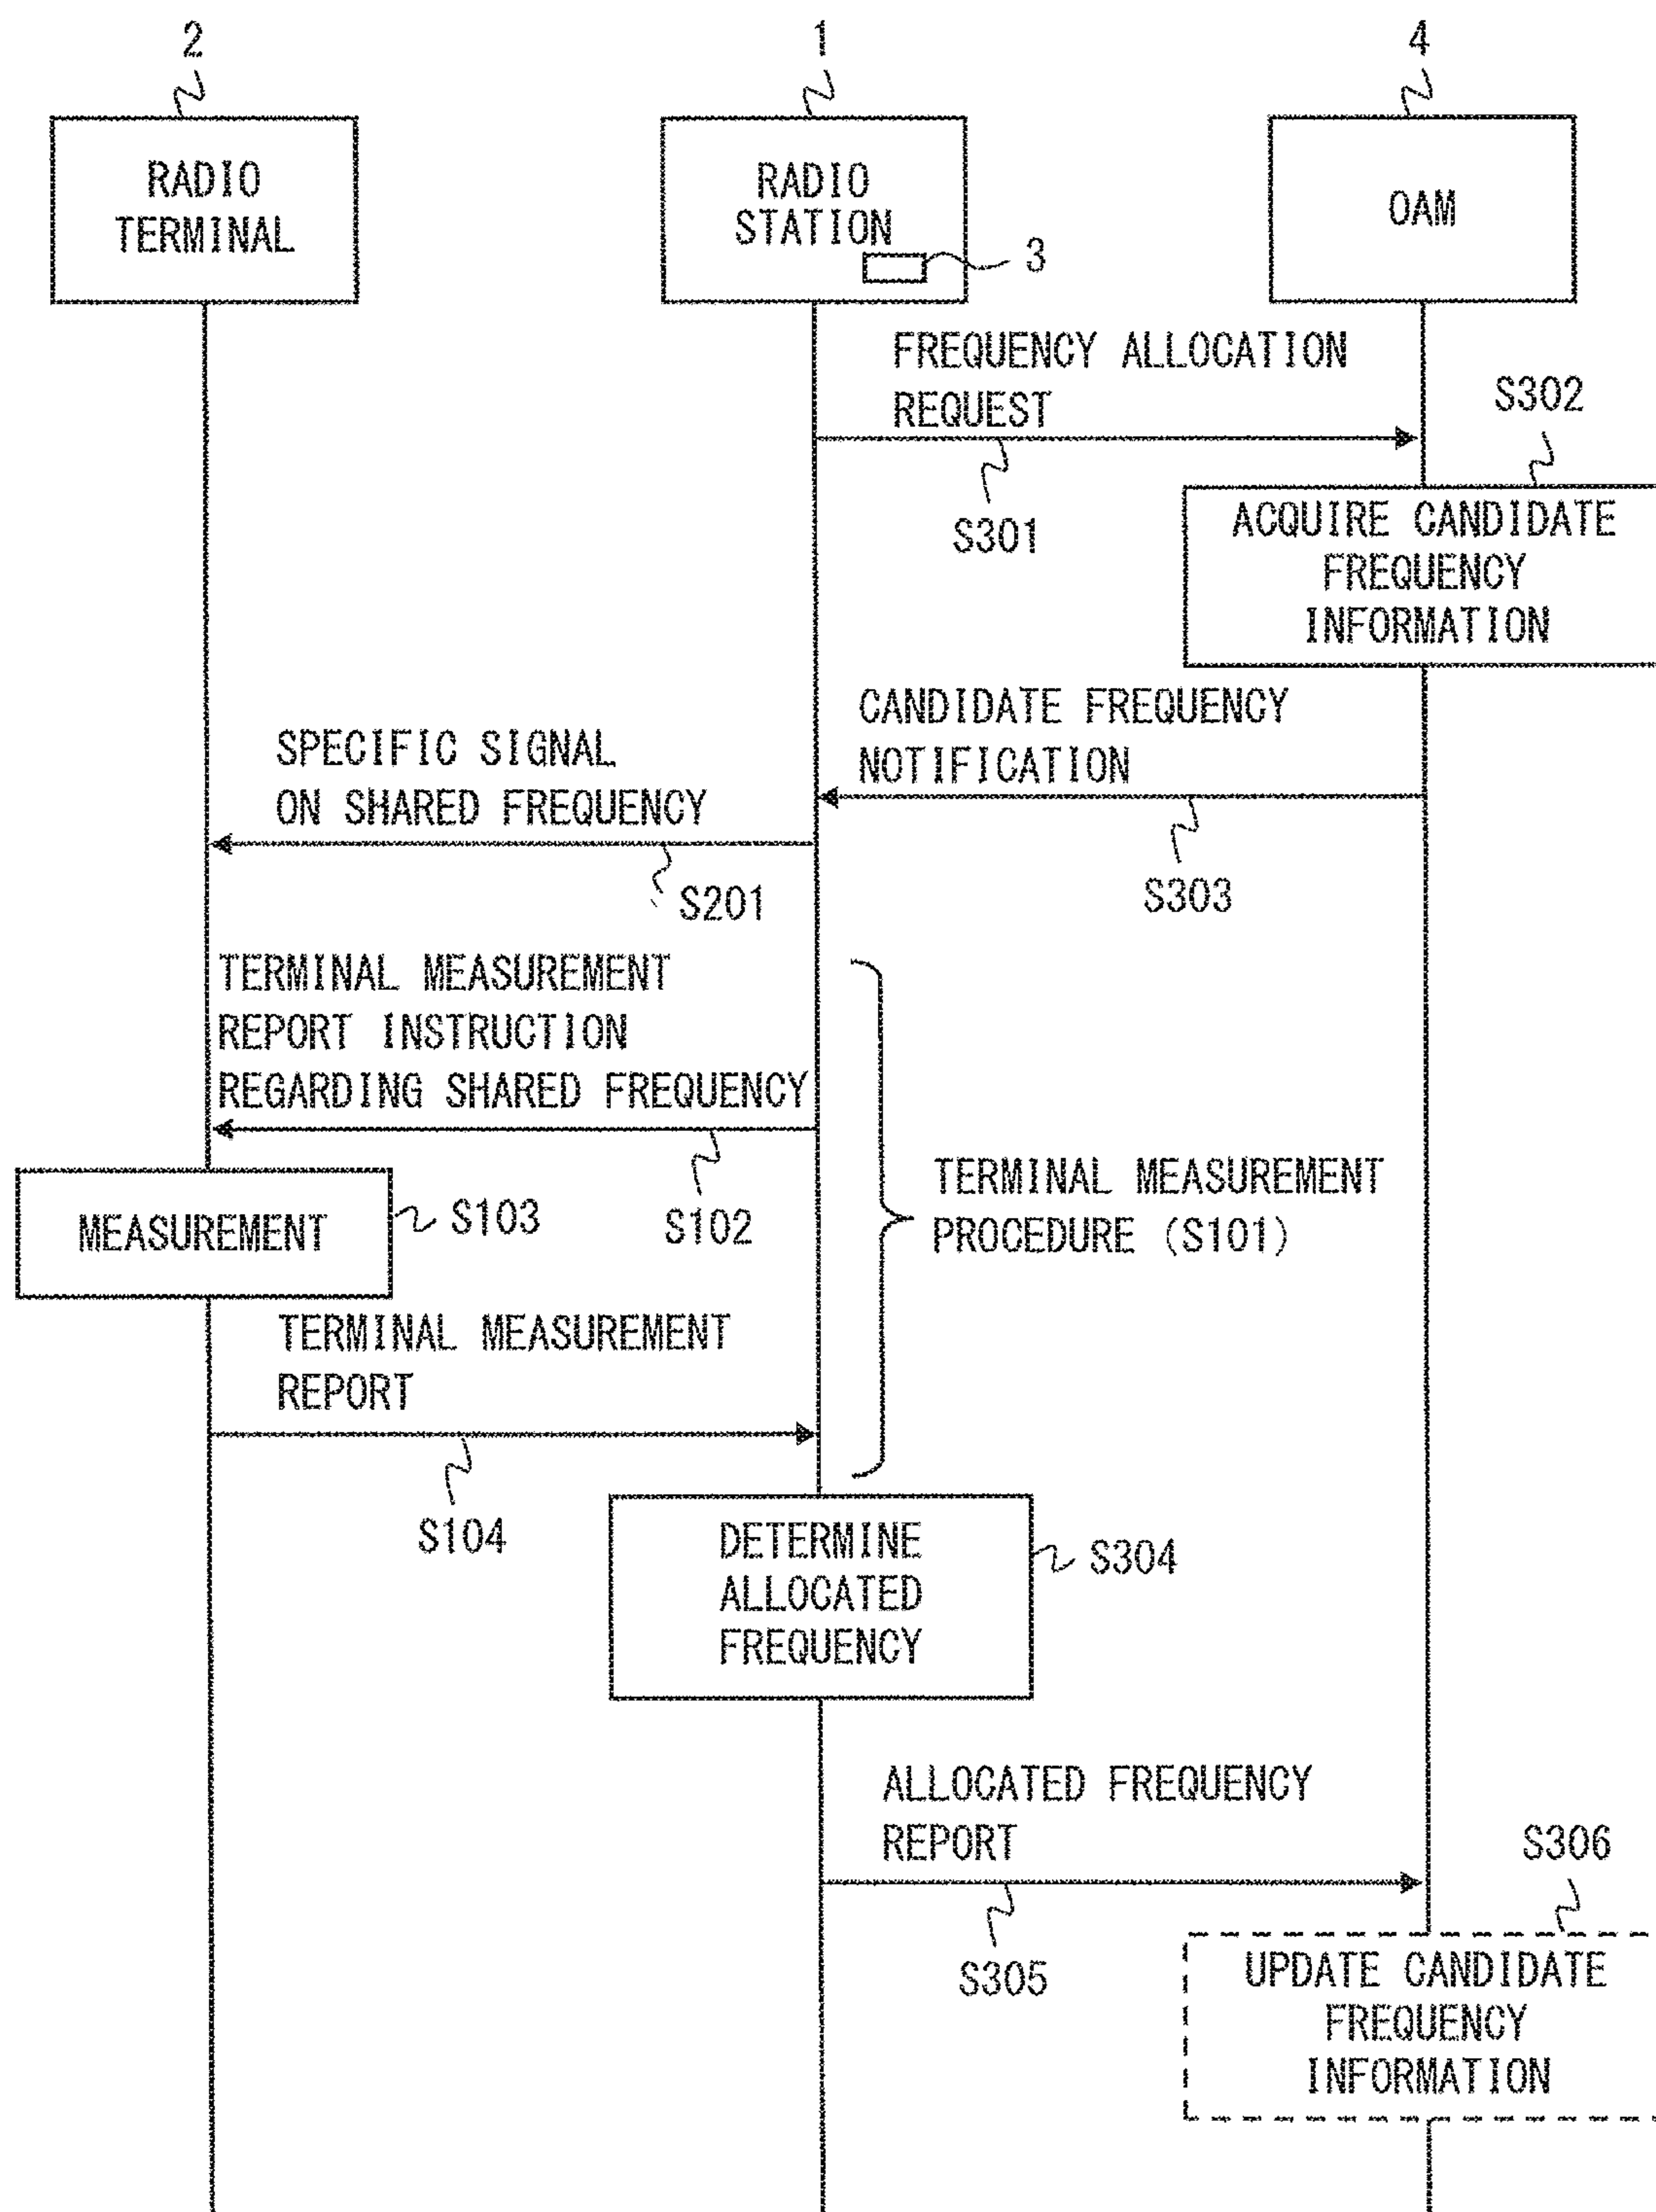 2
1
4
RADIO
TERMINAL
RADIO
STATION
3
OAM
FREQUENCY ALLOCATION
REQUEST
S301
S302
ACQUIRE CANDIDATE
FREQUENCY
INFORMATION
CANDIDATE FREQUENCY
NOTIFICATION
S303
SPECIFIC SIGNAL
ON SHARED FREQUENCY
S201
TERMINAL MEASUREMENT
REPORT INSTRUCTION
REGARDING SHARED FREQUENCY
S102
TERMINAL MEASUREMENT
PROCEDURE (S101)
MEASUREMENT
S103
TERMINAL MEASUREMENT
REPORT
S104
DETERMINE
ALLOCATED
FREQUENCY
S304
ALLOCATED FREQUENCY
REPORT
S305
S306
UPDATE CANDIDATE
FREQUENCY
INFORMATION